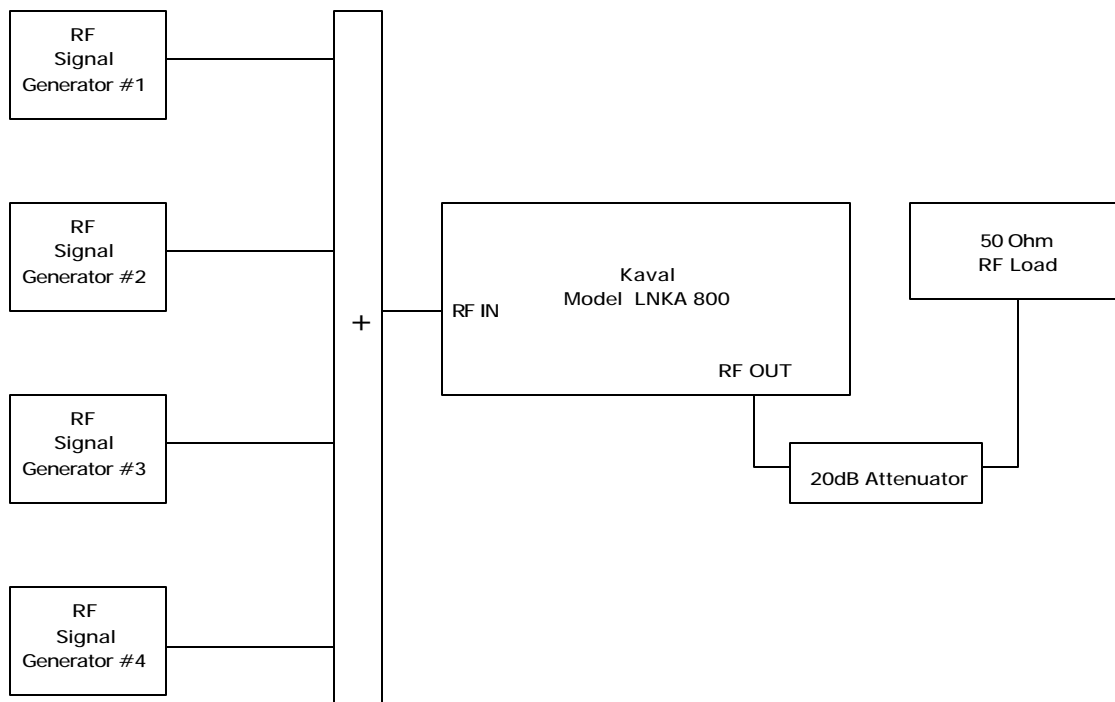 RF
Signal
Generator #1
RF
Signal
Generator #2
RF
Signal
Generator #3
RF
Signal
Generator #4
+
RF IN
Kaval
Model LNKA 800
RF OUT
20dB Attenuator
50 Ohm
RF Load